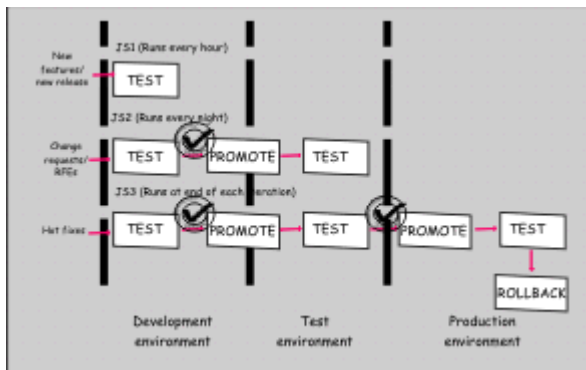 JS1 (Runs every hour)
New
features/
new release
TEST
JS2 (Runs every night)
Change
requests/
RFEs
TEST
PROMOTE
TEST
JS3 (Runs at end of each iteration)
Hot fixes
TEST
PROMOTE
TEST
PROMOTE
TEST
ROLLBACK
Development
environment
Test
environment
Production
environment